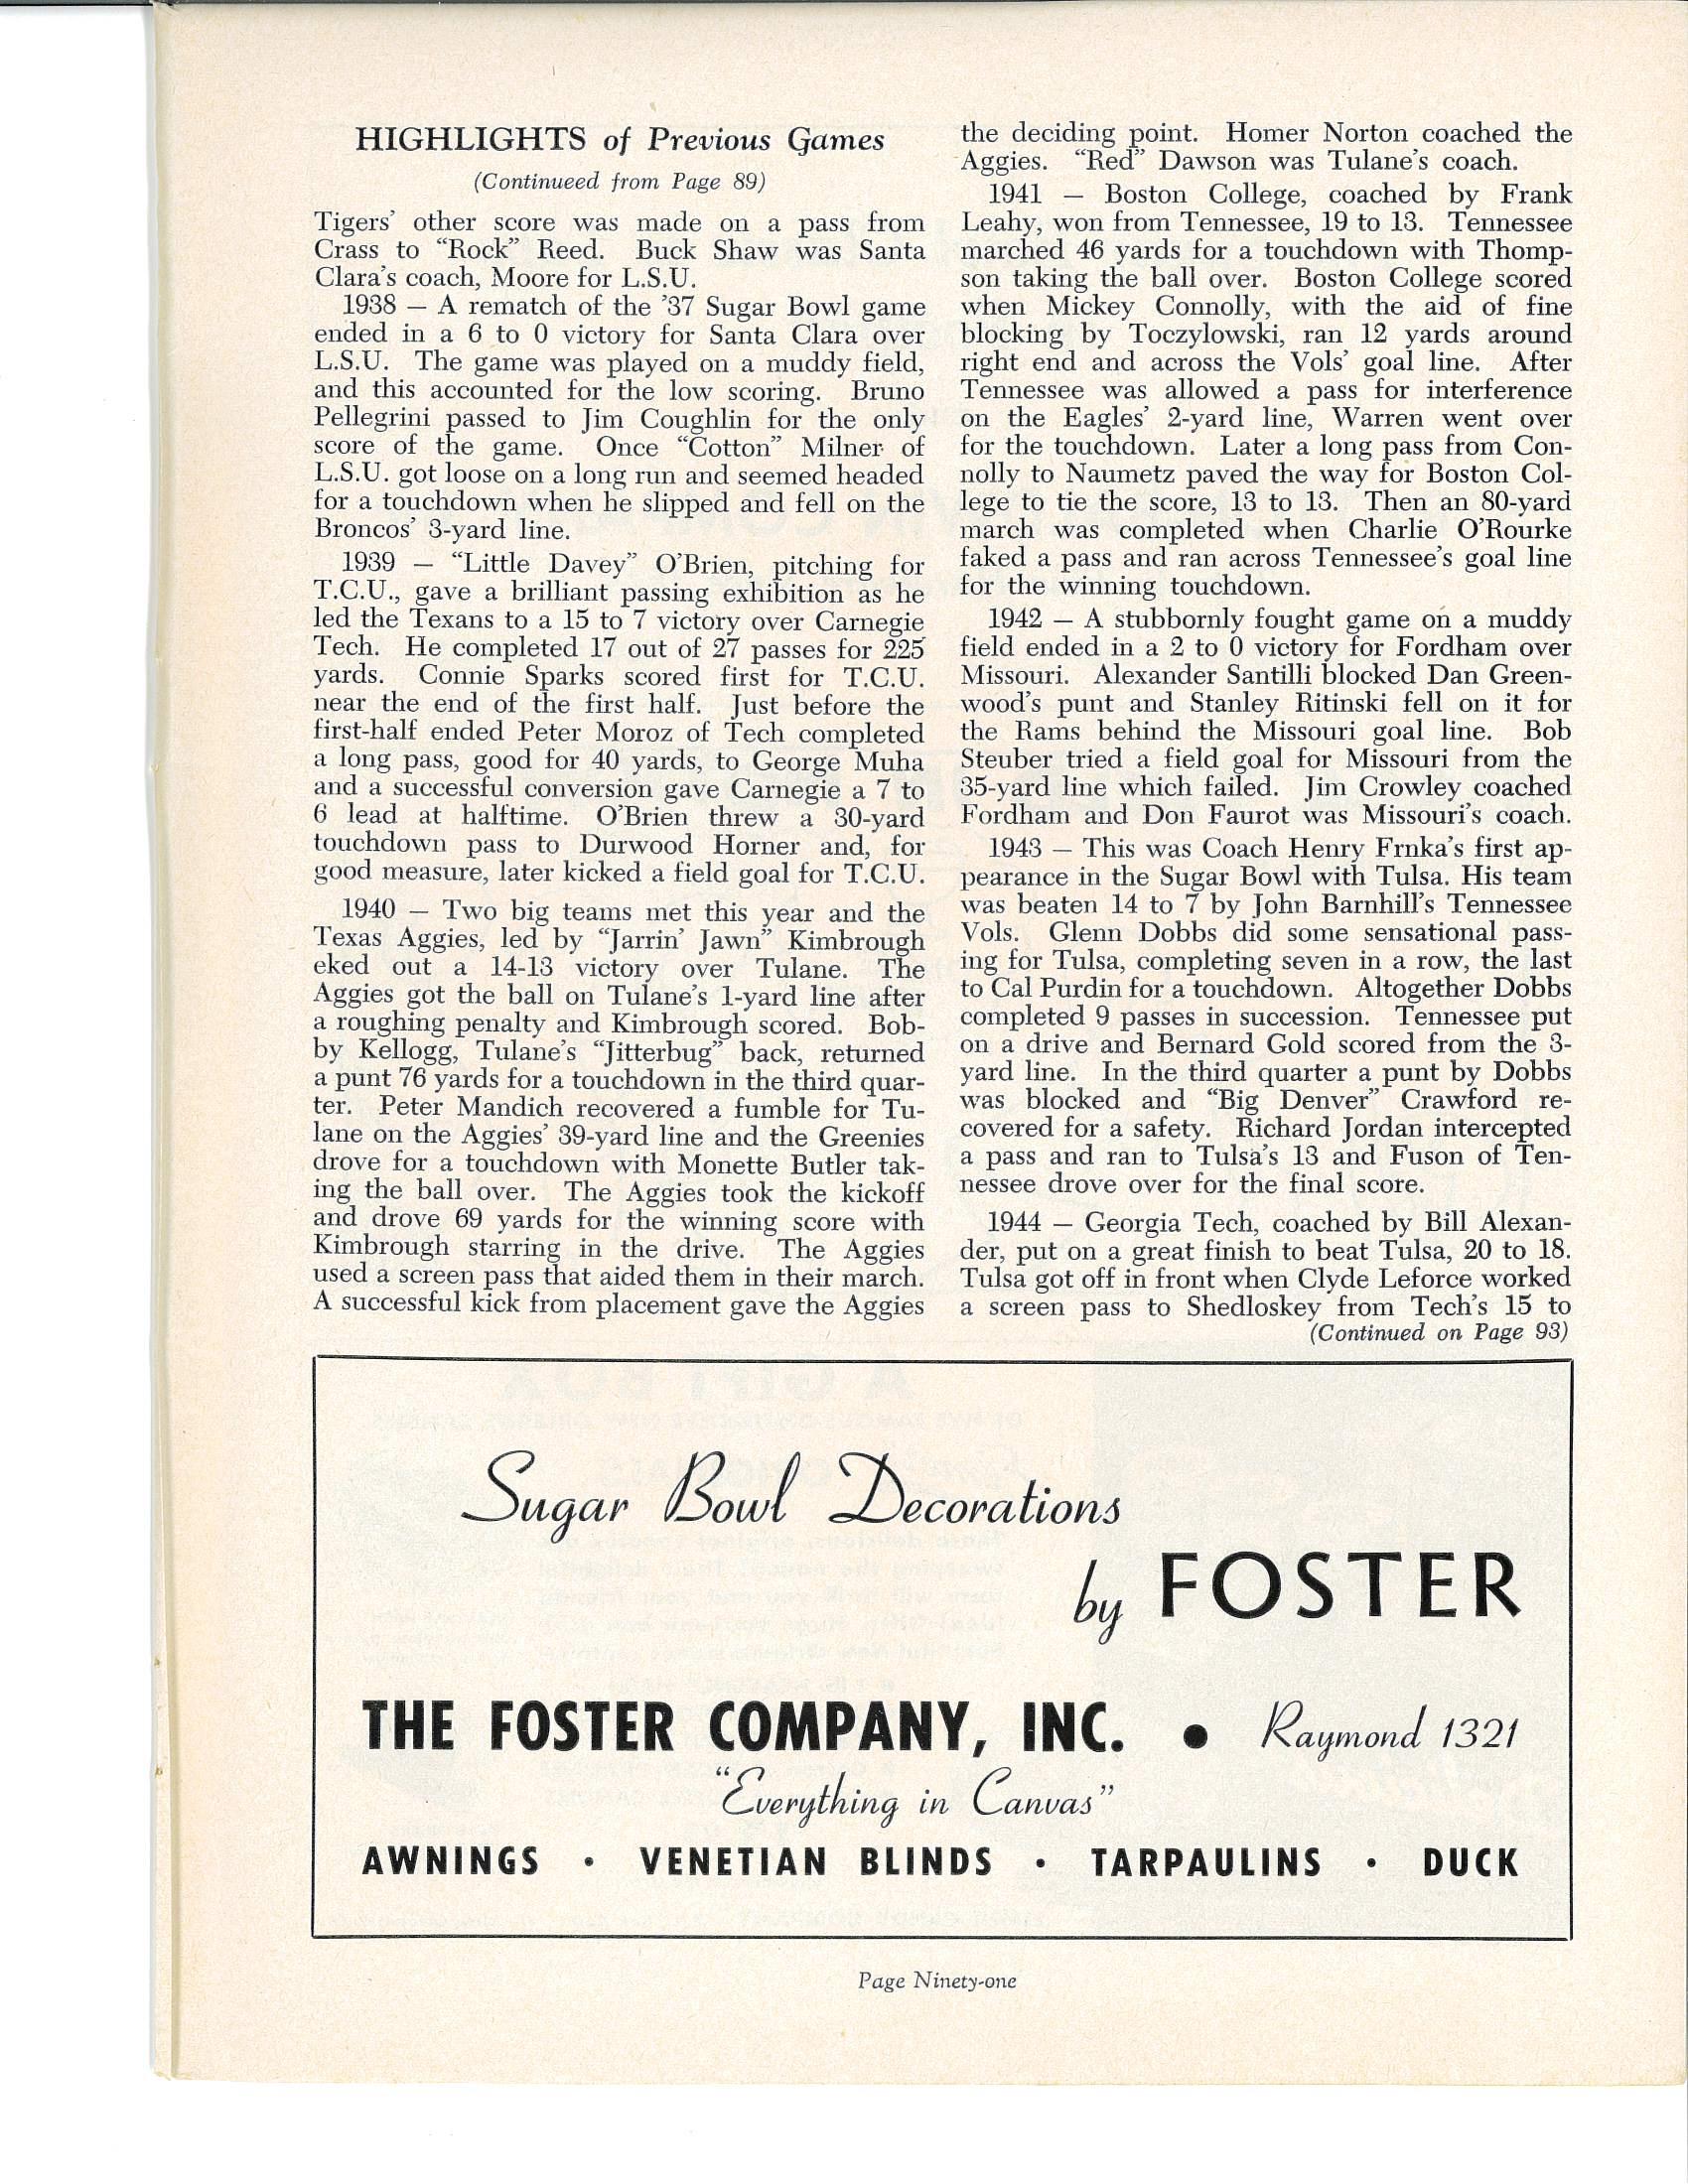 HIGHLIGHTS of Previous Games
(Continueed from Page 89)
Tigers' other score was made on a pass from
Crass to “Rock” Reed. Buck Shaw was Santa
Clara's coach, Moore for L.S.U.
1938 — A rematch of the '37 Sugar Bowl game
ended in a 6 to 0 victory for Santa Clara over
L.S.U. The game was played on a muddy field,
and this accounted for the low scoring. Bruno
Pellegrini passed to Jim Coughlin for the only
score of the game. Once “Cotton” Milner of
L.S.U. got loose on a long run and seemed headed
for a touchdown when he slipped and fell on the
Broncos' 3-yard line.
1939 — “Little Davey” O'Brien, pitching for
T.C.U., gave a brilliant passing exhibition as he
led the Texans to a 15 to 7 victory over Carnegie
Tech. He completed 17 out of 27 passes for 225
yards. Connie Sparks scored first for T.C.U.
near the end of the first half. Just before the
first-half ended Peter Moroz of Tech completed
a long pass, good for 40 yards, to George Muha
and a successful conversion gave Carnegie a 7 to
6 lead at halftime. O'Brien threw a 30-yard
touchdown pass to Durwood Horner and, for
good measure, later kicked a field goal for T.C.U.
1940 — Two big teams met this year and the
Texas Aggies, led by “Jarrin' Jawn” Kimbrough
eked out a 14-13 victory over Tulane. The
Aggies got the ball on Tulane's 1-yard line after
a roughing penalty and Kimbrough scored. Bob-
by Kellogg, Tulane's “Jitterbug” back, returned
a punt 76 yards for a touchdown in the third quar-
ter. Peter Mandich recovered a fumble for Tu-
lane on the Aggies' 39-yard line and the Greenies
drove for a touchdown with Monette Butler tak-
ing the ball over. The Aggies took the kickoff
and drove 69 yards for the winning score with
Kimbrough starring in the drive. The Aggies
used a screen pass that aided them in their march.
A successful kick from placement gave the Aggies
the deciding point. Homer Norton coached the
Aggies. “Red” Dawson was Tulane's coach.
1941 — Boston College, coached by Frank
Leahy, won from Tennessee, 19 to 13. Tennessee
marched 46 yards for a touchdown with Thomp-
son taking the ball over. Boston College scored
when Mickey Connolly, with the aid of fine
blocking by Toczylowski, ran 12 yards around
right end and across the Vols' goal line. After
Tennessee was allowed a pass for interference
on the Eagles' 2-yard line, Warren went over
for the touchdown. Later a long pass from Con-
nolly to Naumetz paved the way for Boston Col-
lege to tie the score, 13 to 13. Then an 80-yard
march was completed when Charlie O'Rourke
faked a pass and ran across Tennessee's goal line
for the winning touchdown.
1942 — A stubbornly fought game on a muddy
field ended in a 2 to 0 victory for Fordham over
Missouri. Alexander Santilli blocked Dan Green-
wood's punt and Stanley Ritinski fell on it for
the Rams behind the Missouri goal line. Bob
Steuber tried a field goal for Missouri from the
35-yard line which failed. Jim Crowley coached
Fordham and Don Faurot was Missouri's coach.
1943 — This was Coach Henry Frnka's first ap-
pearance in the Sugar Bowl with Tulsa. His team
was beaten 14 to 7 by John Barnhill's Tennessee
Vols. Glenn Dobbs did some sensational pass-
ing for Tulsa, completing seven in a row, the last
to Cal Purdin for a touchdown. Altogether Dobbs
completed 9 passes in succession. Tennessee put
on a drive and Bernard Gold scored from the 3-
yard line. In the third quarter a punt by Dobbs
was blocked and “Big Denver” Crawford re-
covered for a safety. Richard Jordan intercepted
a pass and ran to Tulsa's 13 and Fuson of Ten-
nessee drove over for the final score.
1944 — Georgia Tech, coached by Bill Alexan-
der, put on a great finish to beat Tulsa, 20 to 18.
Tulsa got off in front when Clyde Leforce worked
a screen pass to Shedloskey from Tech's 15 to
(Continued on Page 93)
Sugar Bowl Decorations
by FOSTER
THE FOSTER COMPANY, INC. • Raymond 1321
“Everything in Canvas”
AWNINGS • VENETIAN BLINDS • TARPAULINS • DUCK
Page Ninety-one